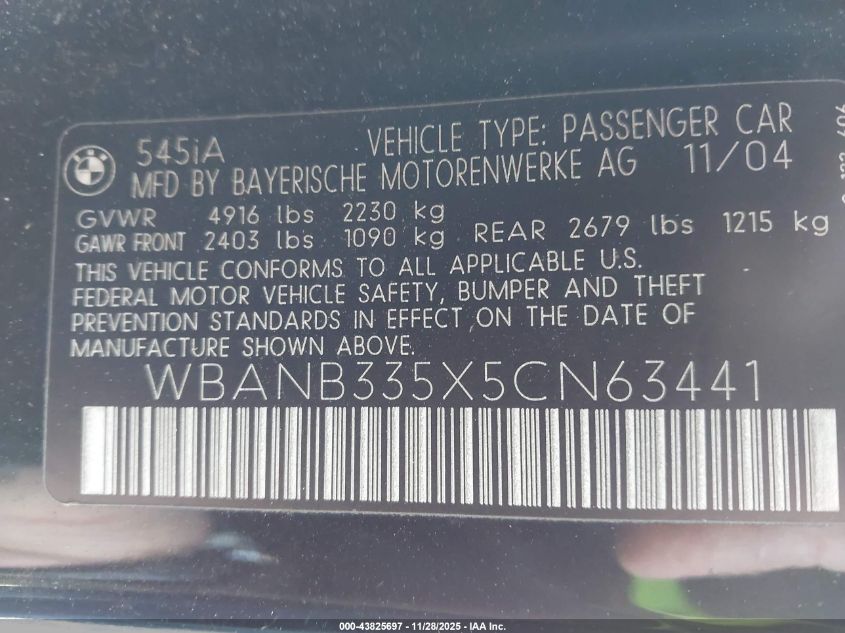 545iA VEHICLE TYPE: PASSENGER CAR
MFD BY BAYERISCHE MOTORENWERKE AG 11/04
GVWR 4916 lbs 2230 kg
GAWR FRONT 2403 lbs 1090 kg REAR 2679 lbs 1215 kg
THIS VEHICLE CONFORMS TO ALL APPLICABLE U.S.
FEDERAL MOTOR VEHICLE SAFETY, BUMPER AND THEFT
PREVENTION STANDARDS IN EFFECT ON THE DATE OF
MANUFACTURE SHOWN ABOVE.
WBANB335X5CN63441
000-43825697 - 11/28/2025 - IAA Inc.